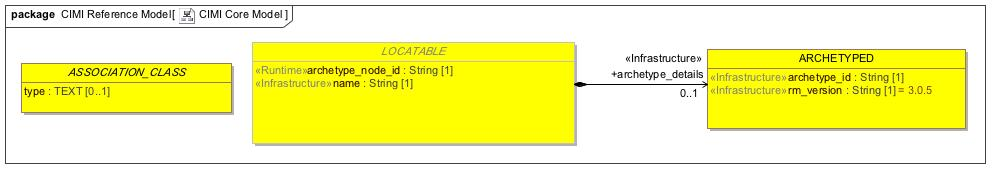 package CIMI Reference Model[ CIMI Core Model ]
ASSOCIATION_CLASS
type : TEXT [0..1]
LOCATABLE
«Runtime»archetype_node_id : String [1]
«Infrastructure»name : String [1]
«Infrastructure»
+archetype_details
0..1
ARCHETYPED
«Infrastructure»archetype_id : String [1]
«Infrastructure»rm_version : String [1] = 3.0.5